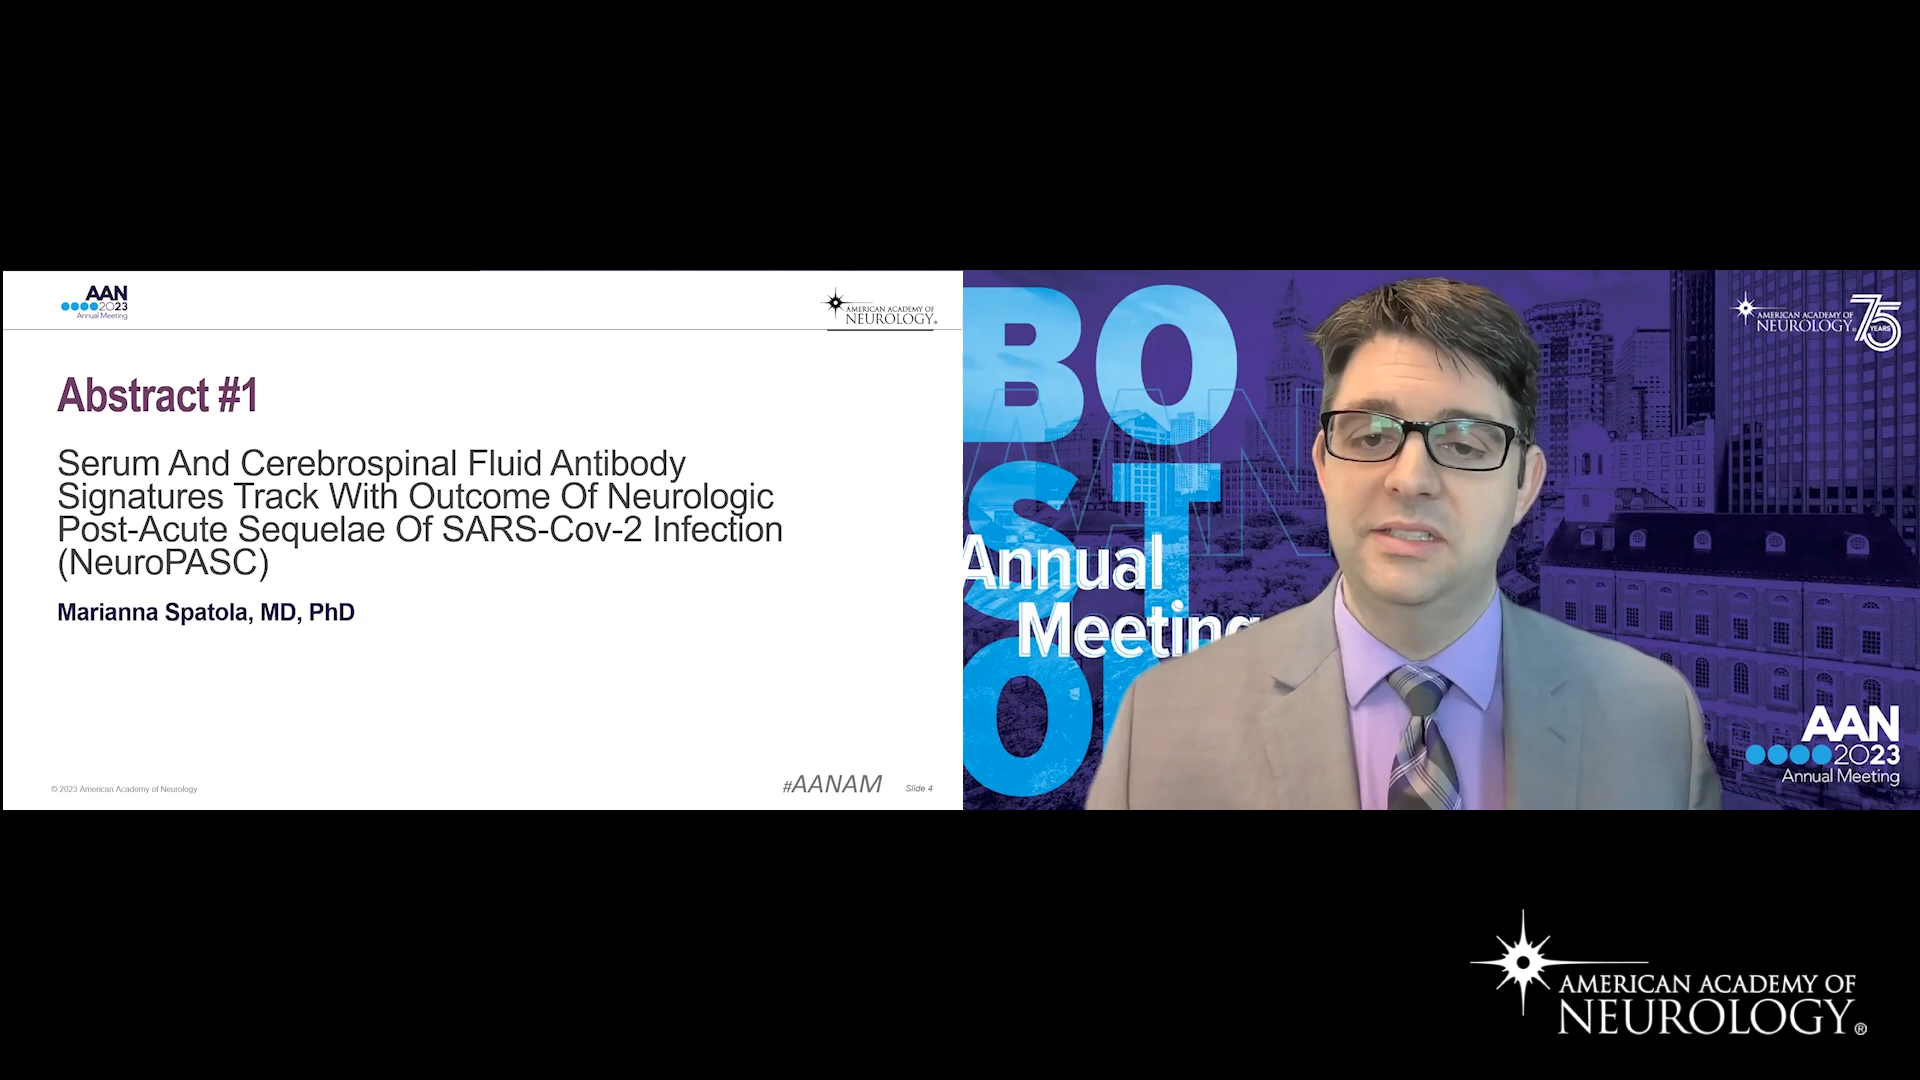 AAN
2023
Annual Meeting
AMERICAN ACADEMY OF
NEUROLOGY®
Abstract #1
Serum And Cerebrospinal Fluid Antibody
Signatures Track With Outcome Of Neurologic
Post-Acute Sequelae Of SARS-Cov-2 Infection
(NeuroPASC)
Marianna Spatola, MD, PhD
© 2023 American Academy of Neurology
#AANAM
Slide 4
BO
ST
O
AAN
Annual
Meeting
AMERICAN ACADEMY OF
NEUROLOGY®
75
YEARS
AAN
2023
Annual Meeting
AMERICAN ACADEMY OF
NEUROLOGY®